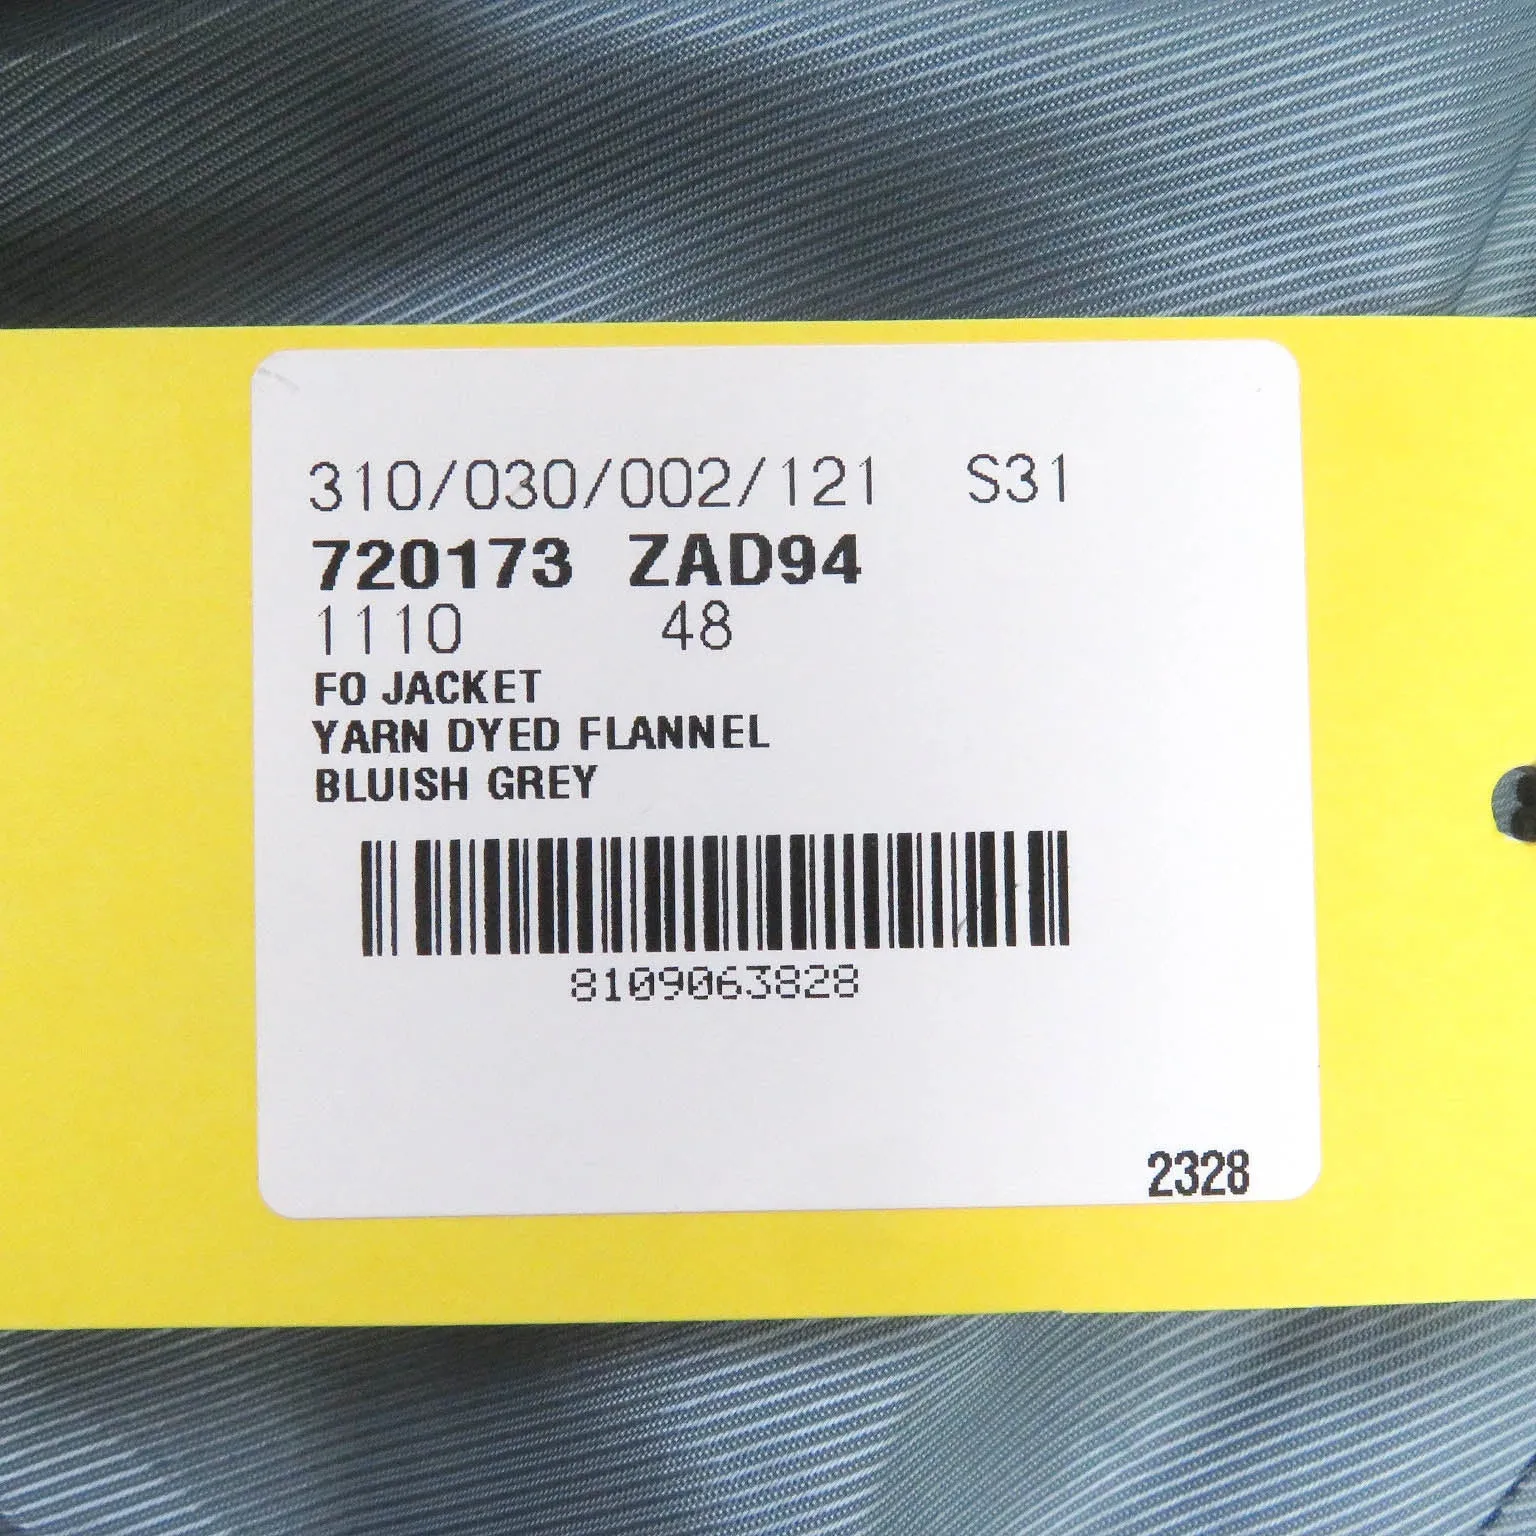 310/030/002/121 S31
720173 ZAD94
1110 48
FO JACKET
YARN DYED FLANNEL
BLUISH GREY
8109063828
2328